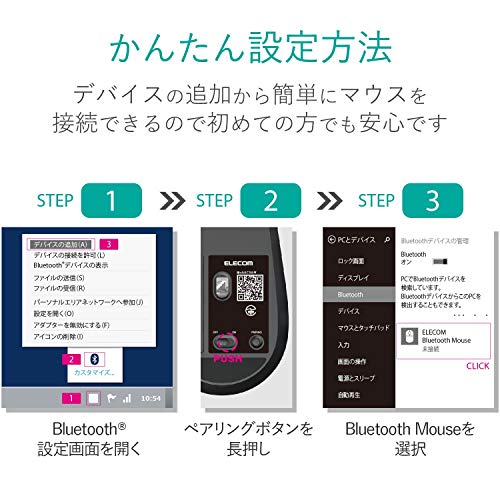 かんたん設定方法
デバイスの追加から簡単にマウスを
接続できるので初めての方でも安心です
STEP 1
STEP 2
STEP 3
デバイスの追加(A)
3
デバイスの接続を許可(L)
Bluetooth®デバイスの表示
ファイルの送信(S)
ファイルの受信(R)
パーソナルエリアネットワークへ参加(J)
設定を開く(O)
アダプターを無効にする(F)
アイコンの削除(I)
2
カスタマイズ...
1
10:54
ELECOM
OFF
ON
PUSH
PCとデバイス
ロック画面
ディスプレイ
Bluetooth
デバイス
マウスとタッチパッド
入力
画面の操作
電源とスリープ
自動再生
Bluetoothデバイスの管理
Bluetooth
オン
PCでBluetoothデバイスを
検索しています。
BluetoothデバイスからこのPCを
検出することもできます。
ELECOM
Bluetooth Mouse
未接続
CLICK
Bluetooth®
設定画面を開く
ペアリングボタンを
長押し
Bluetooth Mouseを
選択